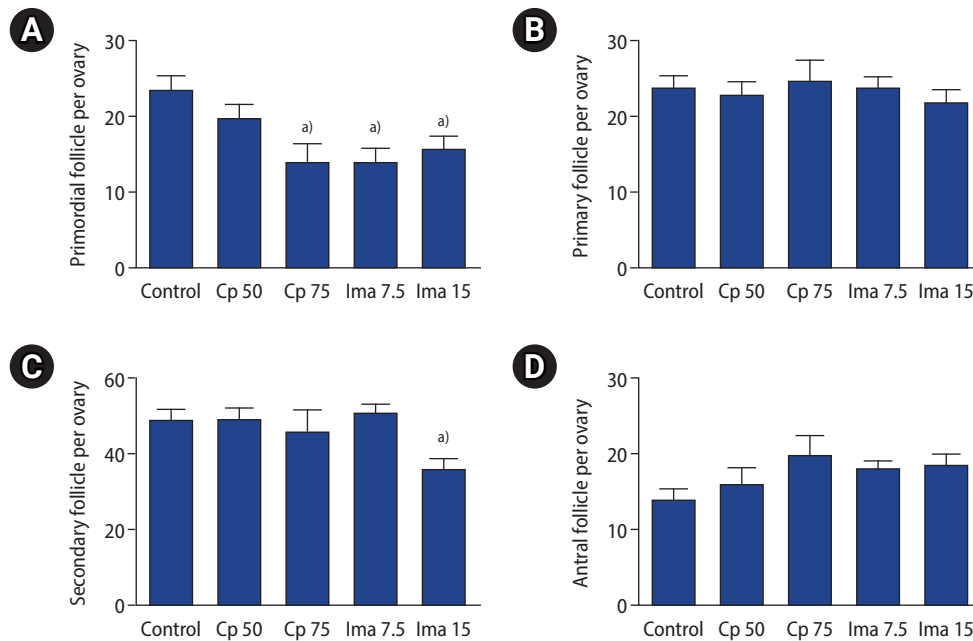 A
Primordial follicle per ovary
30
20
10
0
a)
a)
a)
Control Cp 50 Cp 75 Ima 7.5 Ima 15
B
Primary follicle per ovary
30
20
10
0
Control Cp 50 Cp 75 Ima 7.5 Ima 15
C
Secondary follicle per ovary
60
40
20
0
a)
Control Cp 50 Cp 75 Ima 7.5 Ima 15
D
Antral follicle per ovary
30
20
10
0
Control Cp 50 Cp 75 Ima 7.5 Ima 15